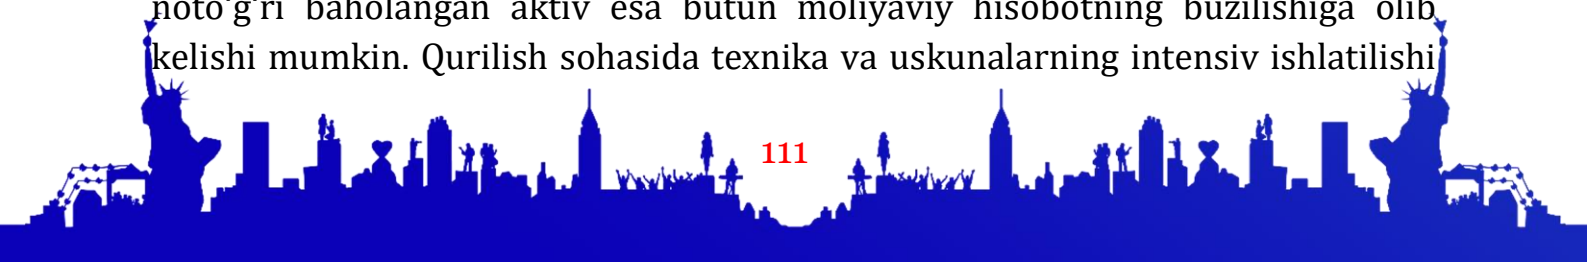 noto'g'ri baholangan aktiv esa butun moliyaviy hisobotning buzilishiga olib
kelishi mumkin. Qurilish sohasida texnika va uskunalarning intensiv ishlatilishi
111